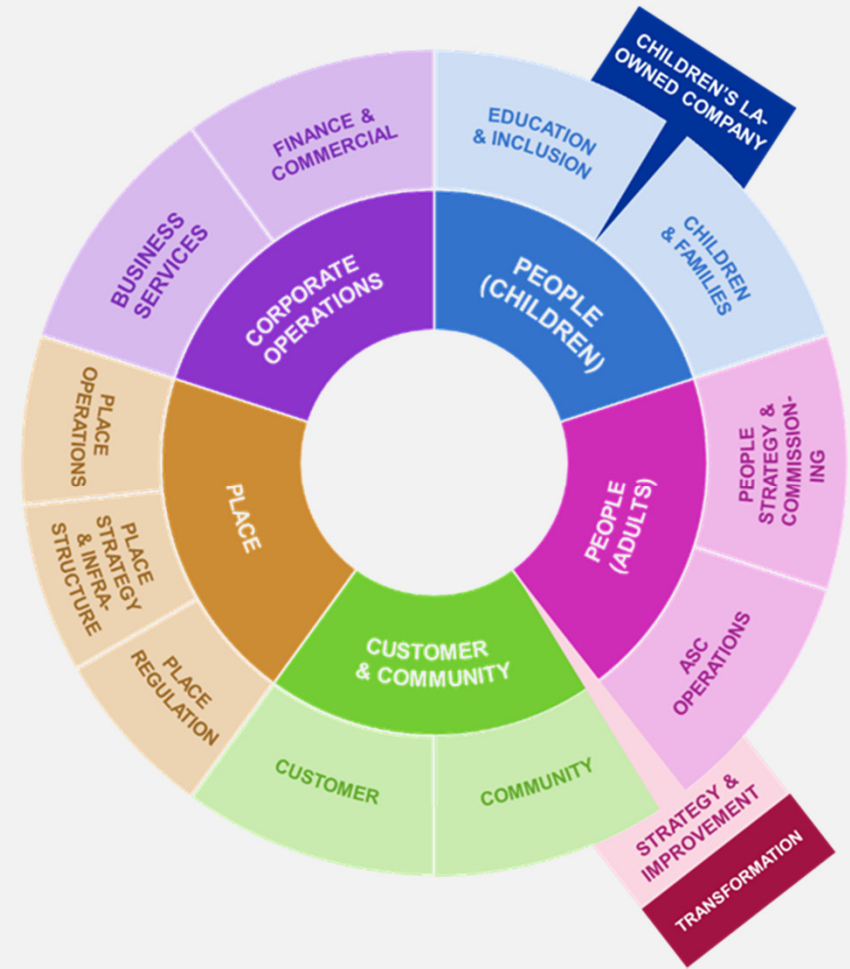 CHILDREN'S LA-
OWNED COMPANY
EDUCATION
& INCLUSION
CHILDREN
& FAMILIES
PEOPLE
(CHILDREN)
PEOPLE
STRATEGY &
COMMISSION-
ING
ASC
OPERATIONS
PEOPLE
(ADULTS)
STRATEGY &
IMPROVEMENT
TRANSFORMATION
CUSTOMER
& COMMUNITY
COMMUNITY
CUSTOMER
PLACE
PLACE
REGULATION
PLACE
STRATEGY
& INFRA-
STRUCTURE
PLACE
OPERATIONS
CORPORATE
OPERATIONS
BUSINESS
SERVICES
FINANCE &
COMMERCIAL